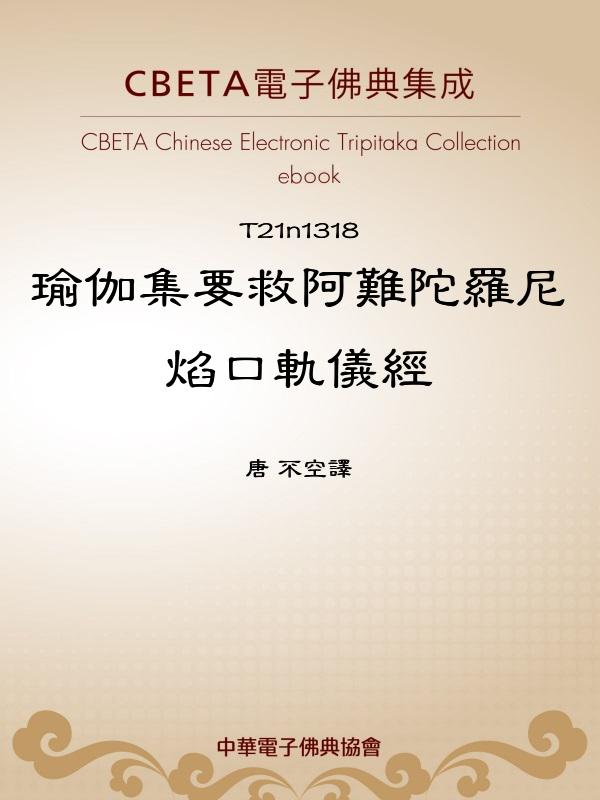 CBETA電子佛典集成
CBETA Chinese Electronic Tripitaka Collection
ebook
T21n1318
瑜伽集要救阿難陀羅尼
焰口軌儀經
唐 不空譯
中華電子佛典協會